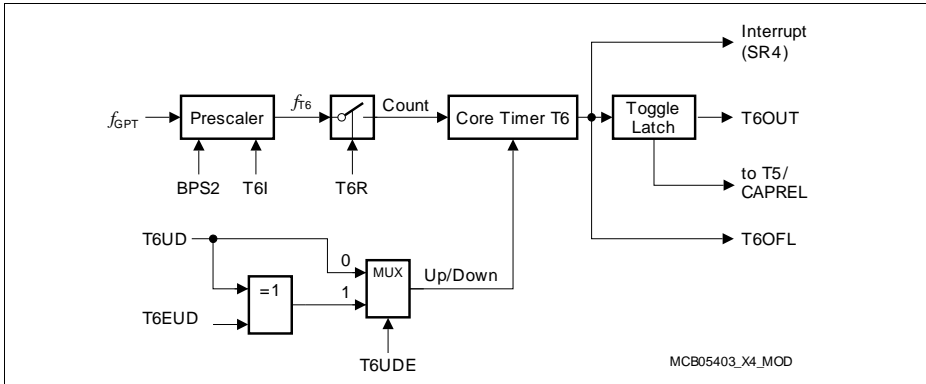 Interrupt
(SR4)
fGPT
Prescaler
fT6
Count
Core Timer T6
Toggle
Latch
T6OUT
BPS2
T6I
T6R
to T5/
CAPREL
T6UD
T6OFL
0
MUX
Up/Down
=1
1
T6EUD
T6UDE
MCB05403_X4_MOD